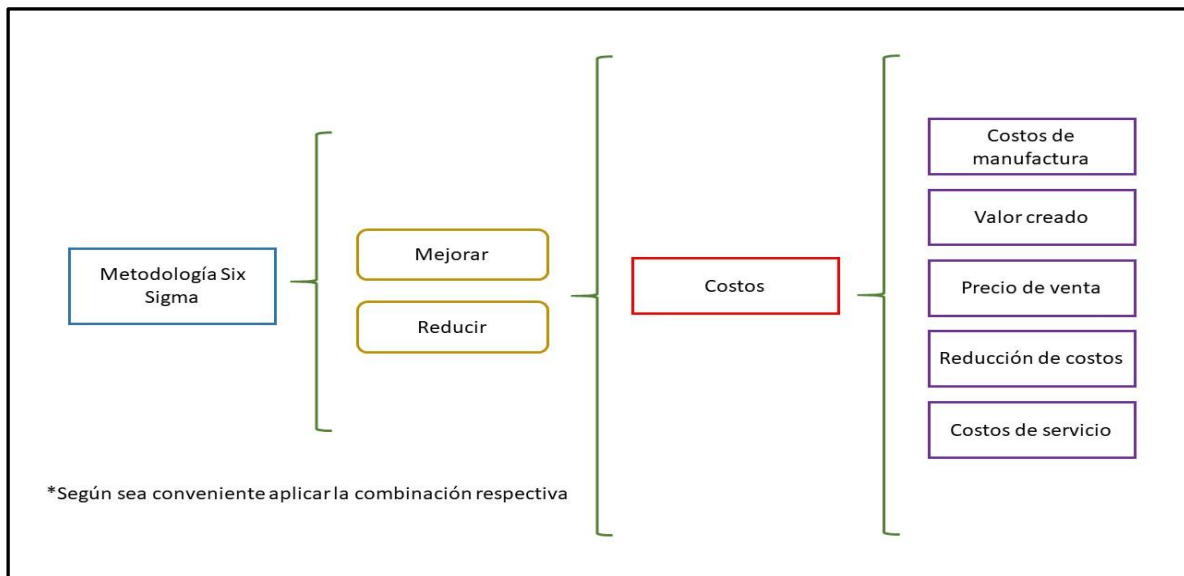 Metodología Six
Sigma
Mejorar
Reducir
Costos
Costos de
manufactura
Valor creado
Precio de venta
Reducción de costos
Costos de servicio
*Según sea conveniente aplicar la combinación respectiva